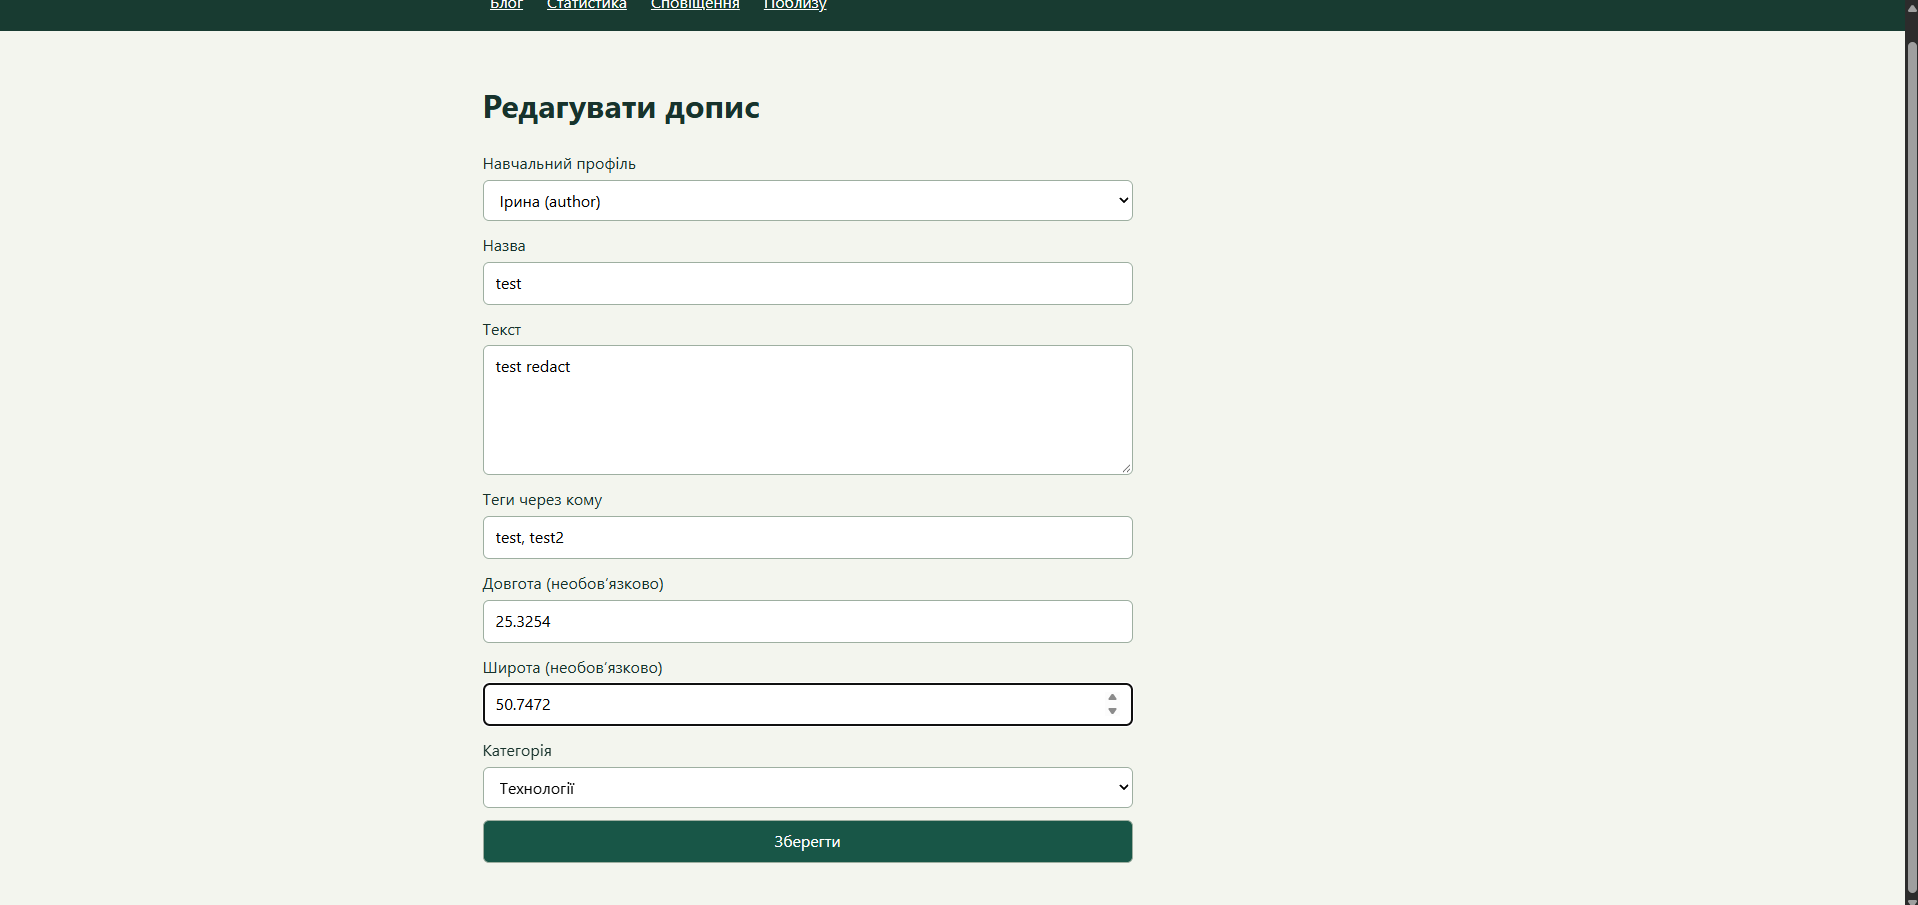 Блог Статистика Сповіщення Поблизу
Редагувати допис
Навчальний профіль
Ірина (author)
Назва
test
Текст
test redact
Теги через кому
test, test2
Довгота (необов’язково)
25.3254
Широта (необов’язково)
50.7472
Категорія
Технології
Зберегти